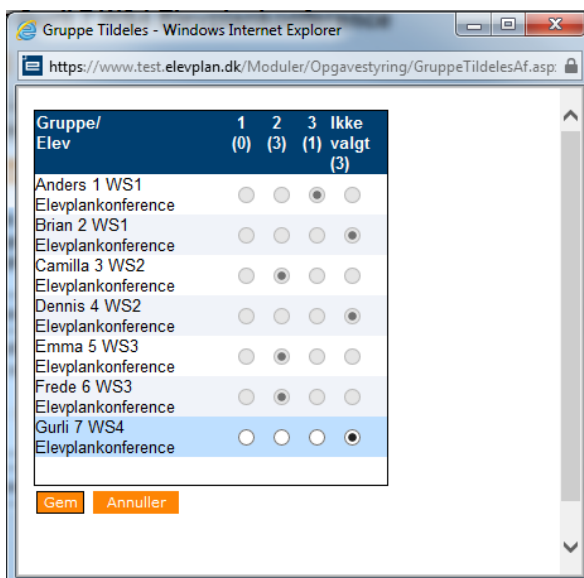 Gruppe Tildeles - Windows Internet Explorer
https://www.test.elevplan.dk/Moduler/Opgavestyring/GruppeTildelesAf.asp
Gruppe/ 1 2 3 Ikke
Elev (0) (3) (1) valgt
(3)
Anders 1 WS1
Elevplankonference
Brian 2 WS1
Elevplankonference
Camilla 3 WS2
Elevplankonference
Dennis 4 WS2
Elevplankonference
Emma 5 WS3
Elevplankonference
Frede 6 WS3
Elevplankonference
Gurli 7 WS4
Elevplankonference
Gem Annuller